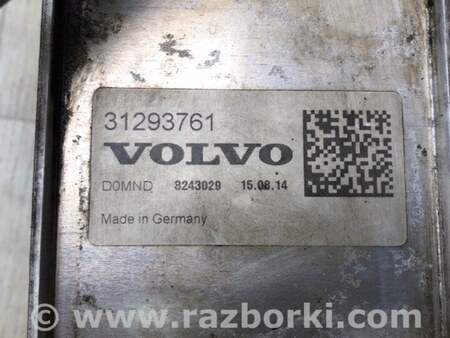 31293761
VOLVO
D0MND 8243029 15.08.14
Made in Germany
© www.razborki.com/